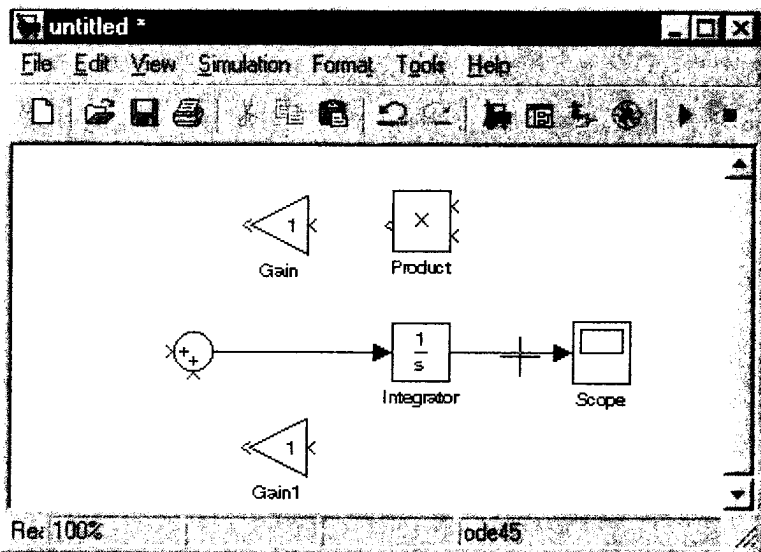 untitled *
File Edit View Simulation Format Tools Help
1
×
Gain
Product
+
+
1
s
Integrator
Scope
1
Gain1
100%
ode45